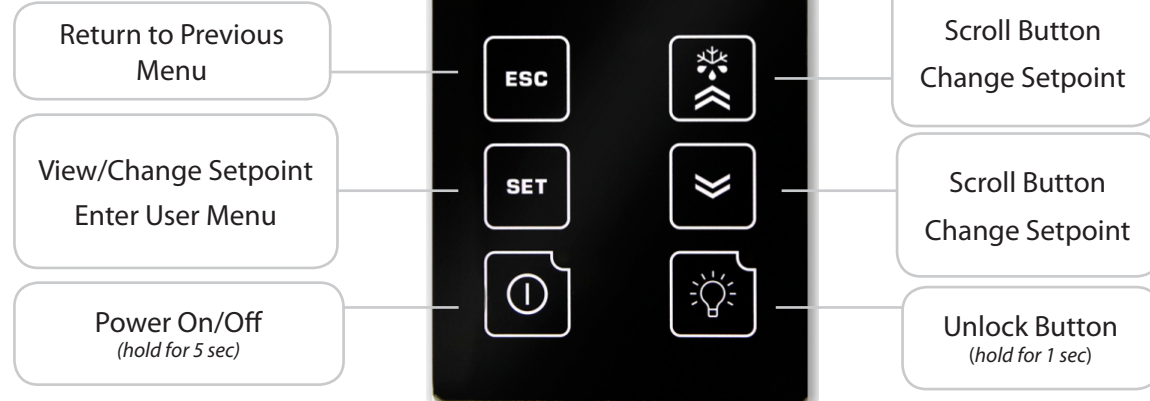 Return to Previous
Menu
ESC
Scroll Button
Change Setpoint
View/Change Setpoint
Enter User Menu
SET
Scroll Button
Change Setpoint
Power On/Off
(hold for 5 sec)
Unlock Button
(hold for 1 sec)